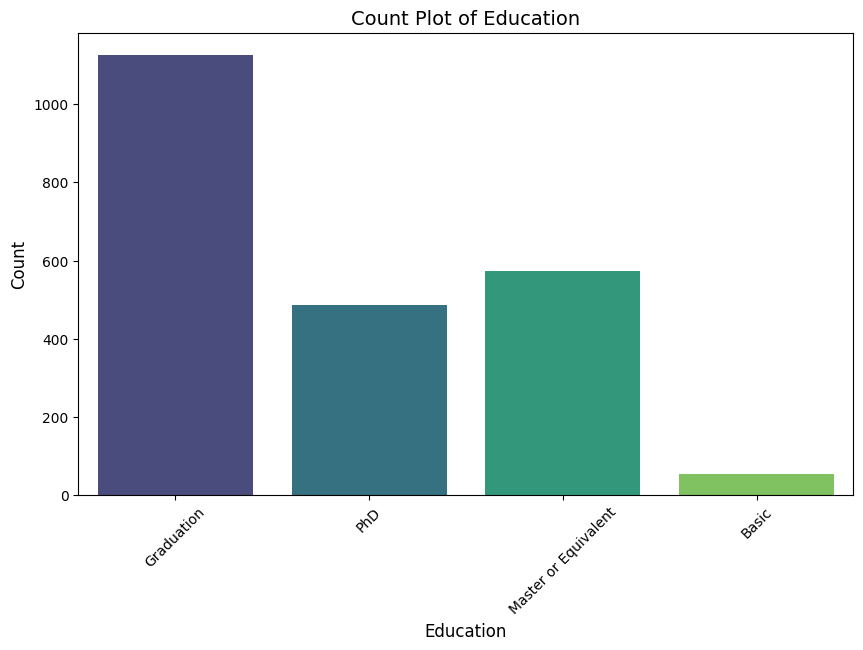 Count Plot of Education
Count
1000
800
600
400
200
0
Graduation
PhD
Master or Equivalent
Basic
Education